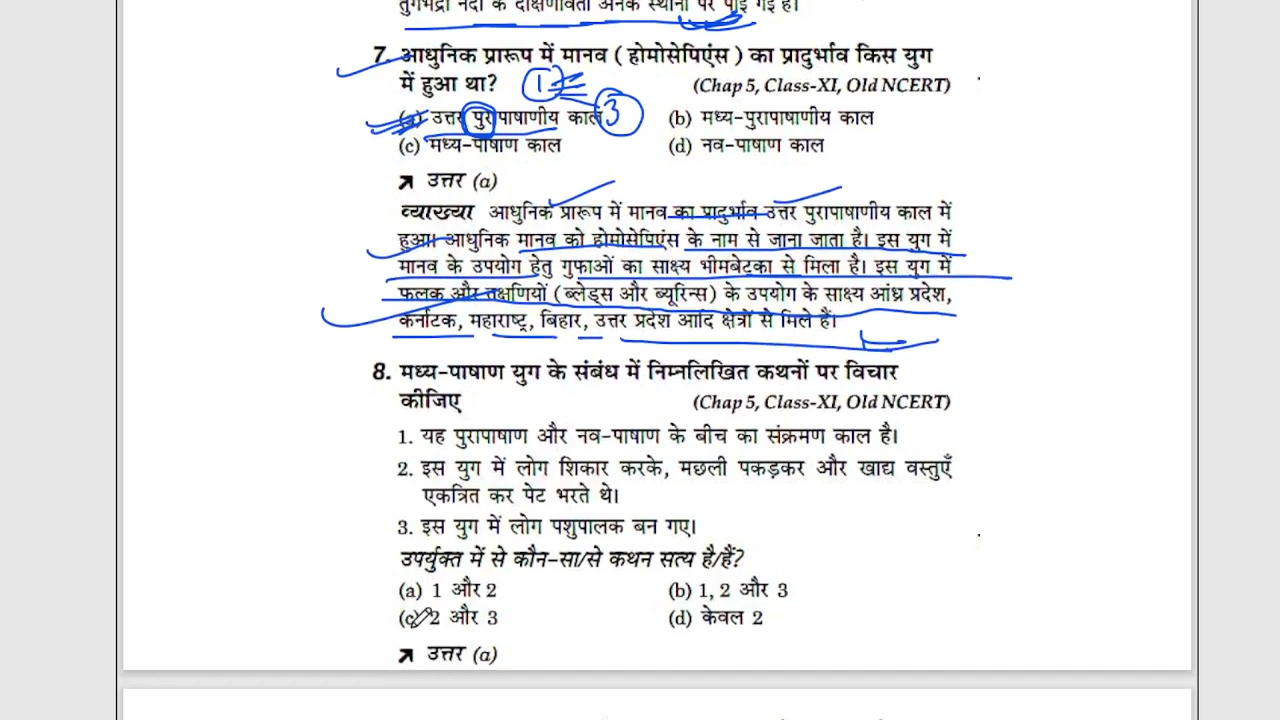 तुंगभद्रा नदी के दक्षिणवर्ती अनेक स्थानों पर पाई गई हैं।
7. आधुनिक प्रारूप में मानव ( होमोसेपिएंस ) का प्रादुर्भाव किस युग
में हुआ था? (Chap 5, Class-XI, Old NCERT)
1
3
(a) उत्तर पुरापाषाणीय काल (b) मध्य-पुरापाषाणीय काल
(c) मध्य-पाषाण काल (d) नव-पाषाण काल
उत्तर (a)
व्याख्या आधुनिक प्रारूप में मानव का प्रादुर्भाव उत्तर पुरापाषाणीय काल में
हुआ। आधुनिक मानव को होमोसेपिएंस के नाम से जाना जाता है। इस युग में
मानव के उपयोग हेतु गुफाओं का साक्ष्य भीमबेटका से मिला है। इस युग में
फलक और तक्षणियों (ब्लेड्स और ब्यूरिन्स) के उपयोग के साक्ष्य आंध्र प्रदेश,
कर्नाटक, महाराष्ट्र, बिहार, उत्तर प्रदेश आदि क्षेत्रों से मिले हैं।
8. मध्य-पाषाण युग के संबंध में निम्नलिखित कथनों पर विचार
कीजिए (Chap 5, Class-XI, Old NCERT)
1. यह पुरापाषाण और नव-पाषाण के बीच का संक्रमण काल है।
2. इस युग में लोग शिकार करके, मछली पकड़कर और खाद्य वस्तुएँ
एकत्रित कर पेट भरते थे।
3. इस युग में लोग पशुपालक बन गए।
उपर्युक्त में से कौन-सा/से कथन सत्य है/हैं?
(a) 1 और 2 (b) 1, 2 और 3
(c) 2 और 3 (d) केवल 2
उत्तर (a)